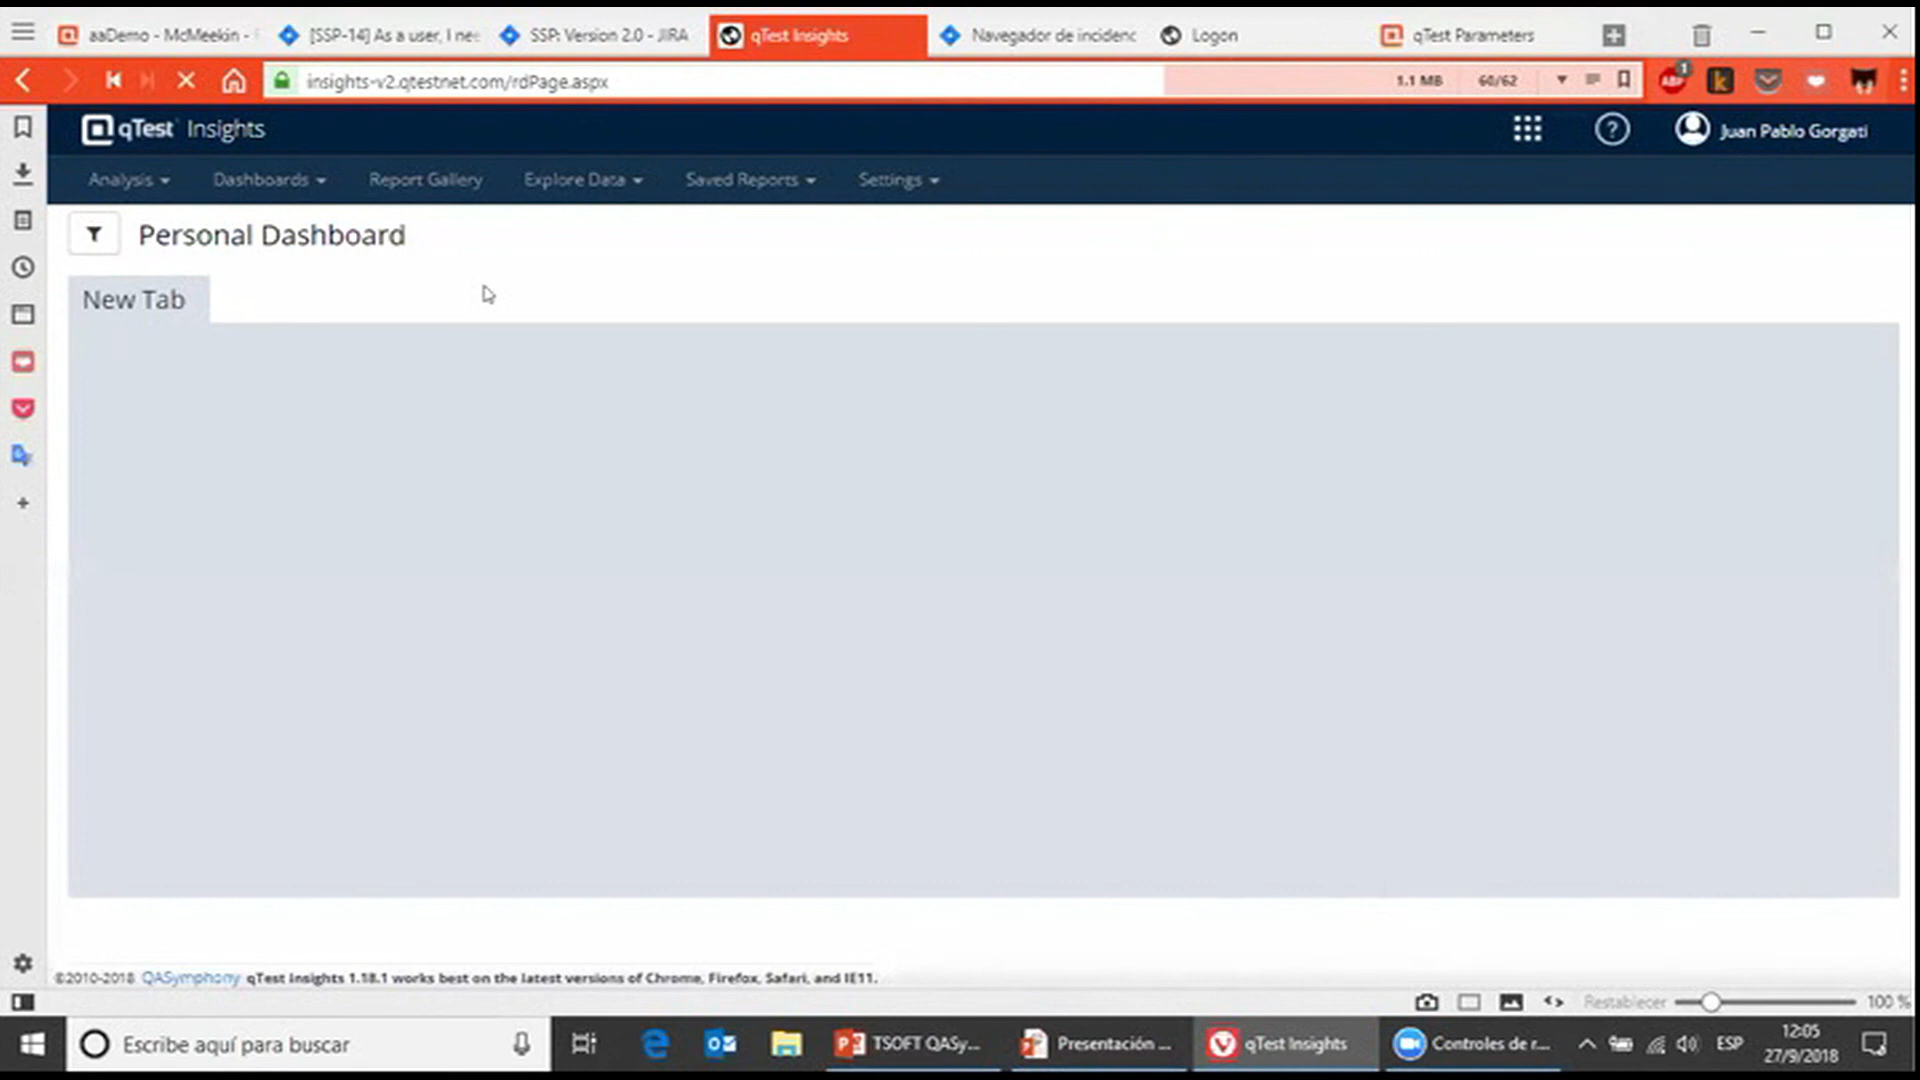 aaDemo - McMeekin -
[SSP-14] As a user, I nee
SSP: Version 2.0 - JIRA
qTest Insights
Navegador de incidenc
Logon
qTest Parameters
insights-v2.qtestnet.com/rdPage.aspx
1.1 MB
60/62
ABP
1
k
qTest Insights
?
Juan Pablo Gorgati
Analysis
Dashboards
Report Gallery
Explore Data
Saved Reports
Settings
Personal Dashboard
New Tab
©2010-2018 QASymphony qTest Insights 1.18.1 works best on the latest versions of Chrome, Firefox, Safari, and IE11.
Restablecer
100 %
Escribe aquí para buscar
TSOFT QASy...
Presentación ...
qTest Insights
Controles de r...
ESP
12:05
27/9/2018